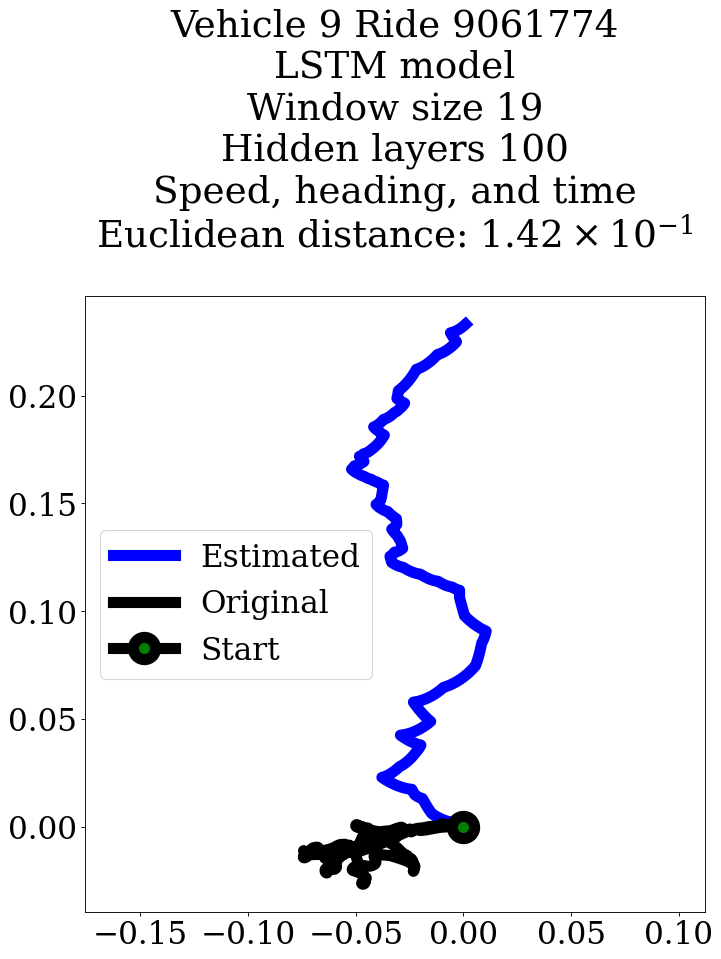 Vehicle 9 Ride 9061774
LSTM model
Window size 19
Hidden layers 100
Speed, heading, and time
Euclidean distance: 1.42 × 10⁻¹
0.20
0.15
0.10
0.05
0.00
Estimated
Original
Start
−0.15 −0.10 −0.05 0.00 0.05 0.10